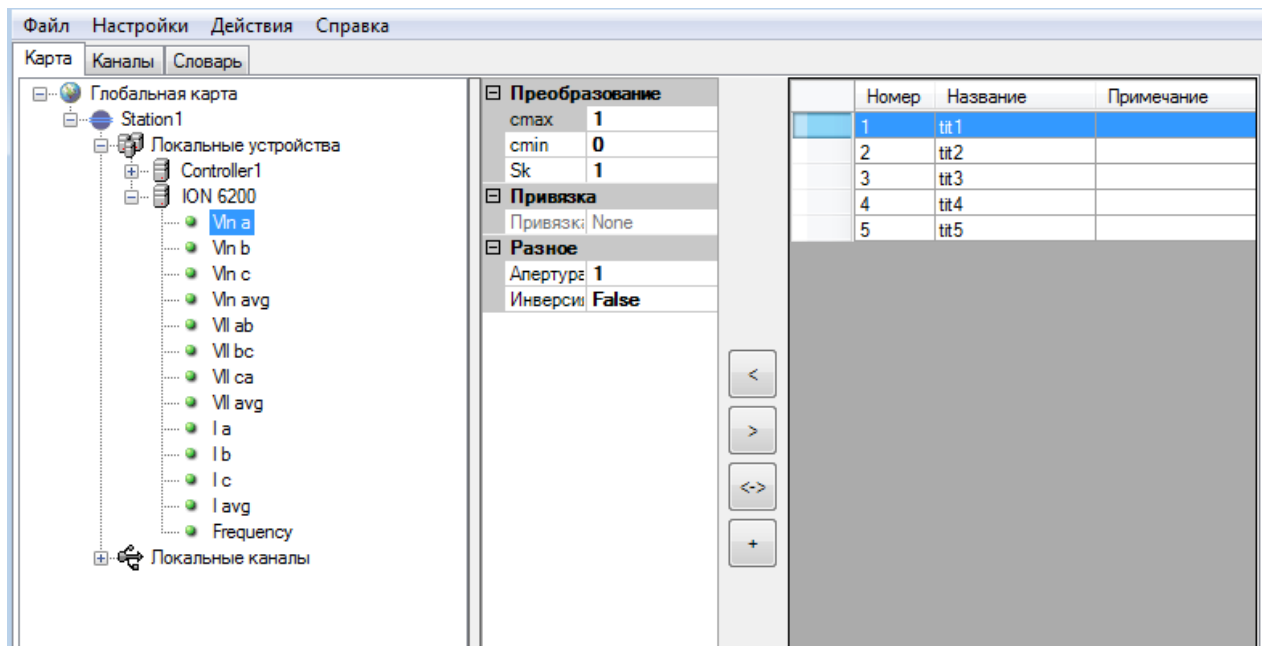 Файл Настройки Действия Справка
Карта Каналы Словарь
Глобальная карта
Station1
Локальные устройства
Controller1
ION 6200
Vln a
Vln b
Vln c
Vln avg
Vll ab
Vll bc
Vll ca
Vll avg
I a
I b
I c
I avg
Frequency
Локальные каналы
Преобразование
cmax 1
cmin 0
Sk 1
Привязка
Привязка None
Разное
Апертура 1
Инверси False
<
>
<->
+
Номер Название Примечание
1 tit1
2 tit2
3 tit3
4 tit4
5 tit5